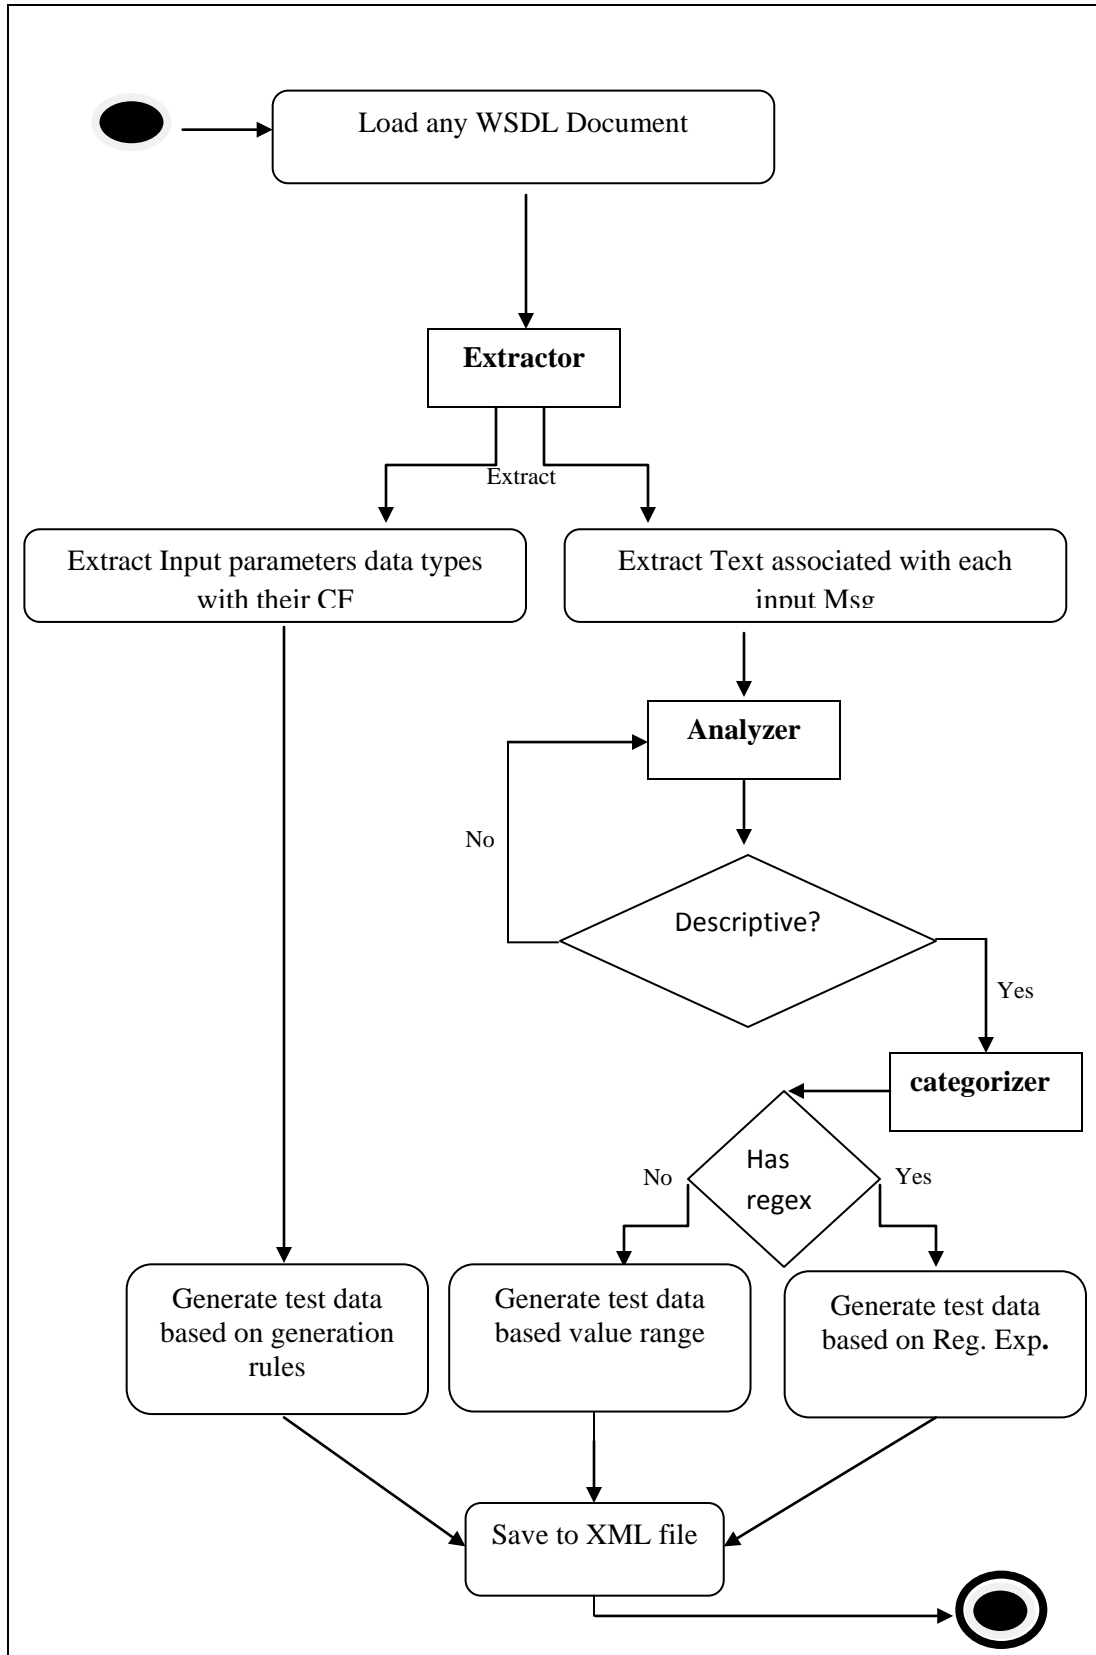 Load any WSDL Document
Extractor
Extract
Extract Input parameters data types
with their CF
Extract Text associated with each
input Msg
Analyzer
No
Descriptive?
Yes
categorizer
No
Has
regex
Yes
Generate test data
based on generation
rules
Generate test data
based value range
Generate test data
based on Reg. Exp.
Save to XML file